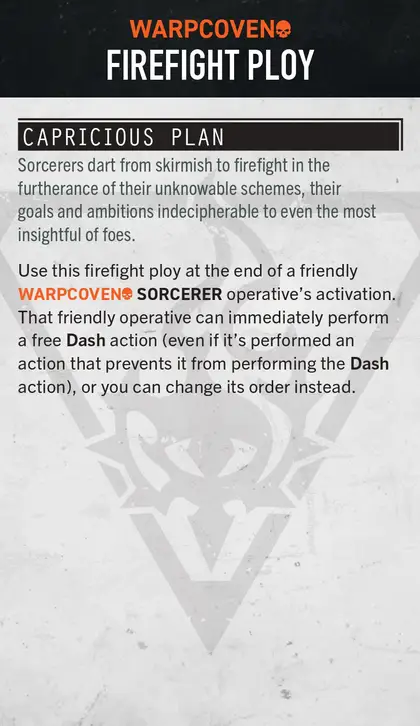 WARPCOVEN
FIREFIGHT PLOY
CAPRICIOUS PLAN
Sorcerers dart from skirmish to firefight in the
furtherance of their unknowable schemes, their
goals and ambitions indecipherable to even the most
insightful of foes.
Use this firefight ploy at the end of a friendly
WARPCOVEN SORCERER operative’s activation.
That friendly operative can immediately perform
a free Dash action (even if it’s performed an
action that prevents it from performing the Dash
action), or you can change its order instead.